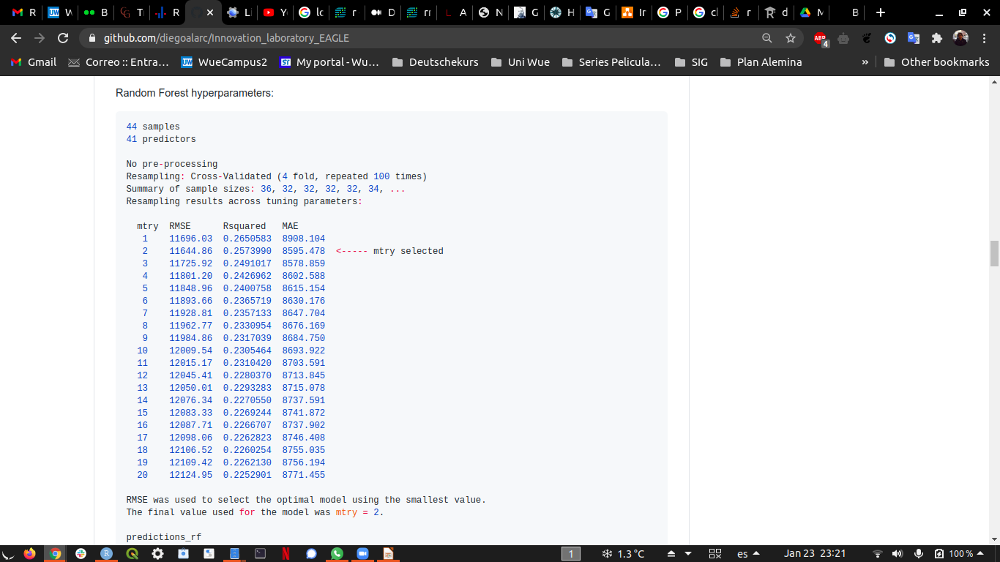 R
W
B
T
R
L
Y
lc
r
D
r
A
N
G
H
G
Ir
P
cl
r
d
M
B
github.com/diegoalarc/Innovation_laboratory_EAGLE
ABP
4
Gmail
Correo :: Entra...
WueCampus2
My portal - Wu...
Deutschekurs
Uni Wue
Series Pelicula...
SIG
Plan Alemina
»
Other bookmarks
Random Forest hyperparameters:
44 samples
41 predictors
No pre-processing
Resampling: Cross-Validated (4 fold, repeated 100 times)
Summary of sample sizes: 36, 32, 32, 32, 32, 34, ...
Resampling results across tuning parameters:
mtry RMSE Rsquared MAE
1 11696.03 0.2650583 8908.104
2 11644.86 0.2573990 8595.478 <----- mtry selected
3 11725.92 0.2491017 8578.859
4 11801.20 0.2426962 8602.588
5 11848.96 0.2400758 8615.154
6 11893.66 0.2365719 8630.176
7 11928.81 0.2357133 8647.704
8 11962.77 0.2330954 8676.169
9 11984.86 0.2317039 8684.750
10 12009.54 0.2305464 8693.922
11 12015.17 0.2310420 8703.591
12 12045.41 0.2280370 8713.845
13 12050.01 0.2293283 8715.078
14 12076.34 0.2270550 8737.591
15 12083.33 0.2269244 8741.872
16 12087.71 0.2266707 8737.902
17 12098.06 0.2262823 8746.408
18 12106.52 0.2260254 8755.035
19 12109.42 0.2262130 8756.194
20 12124.95 0.2252901 8771.455
RMSE was used to select the optimal model using the smallest value.
The final value used for the model was mtry = 2.
predictions_rf
1
1.3 °C
es
Jan 23 23:21
100 %